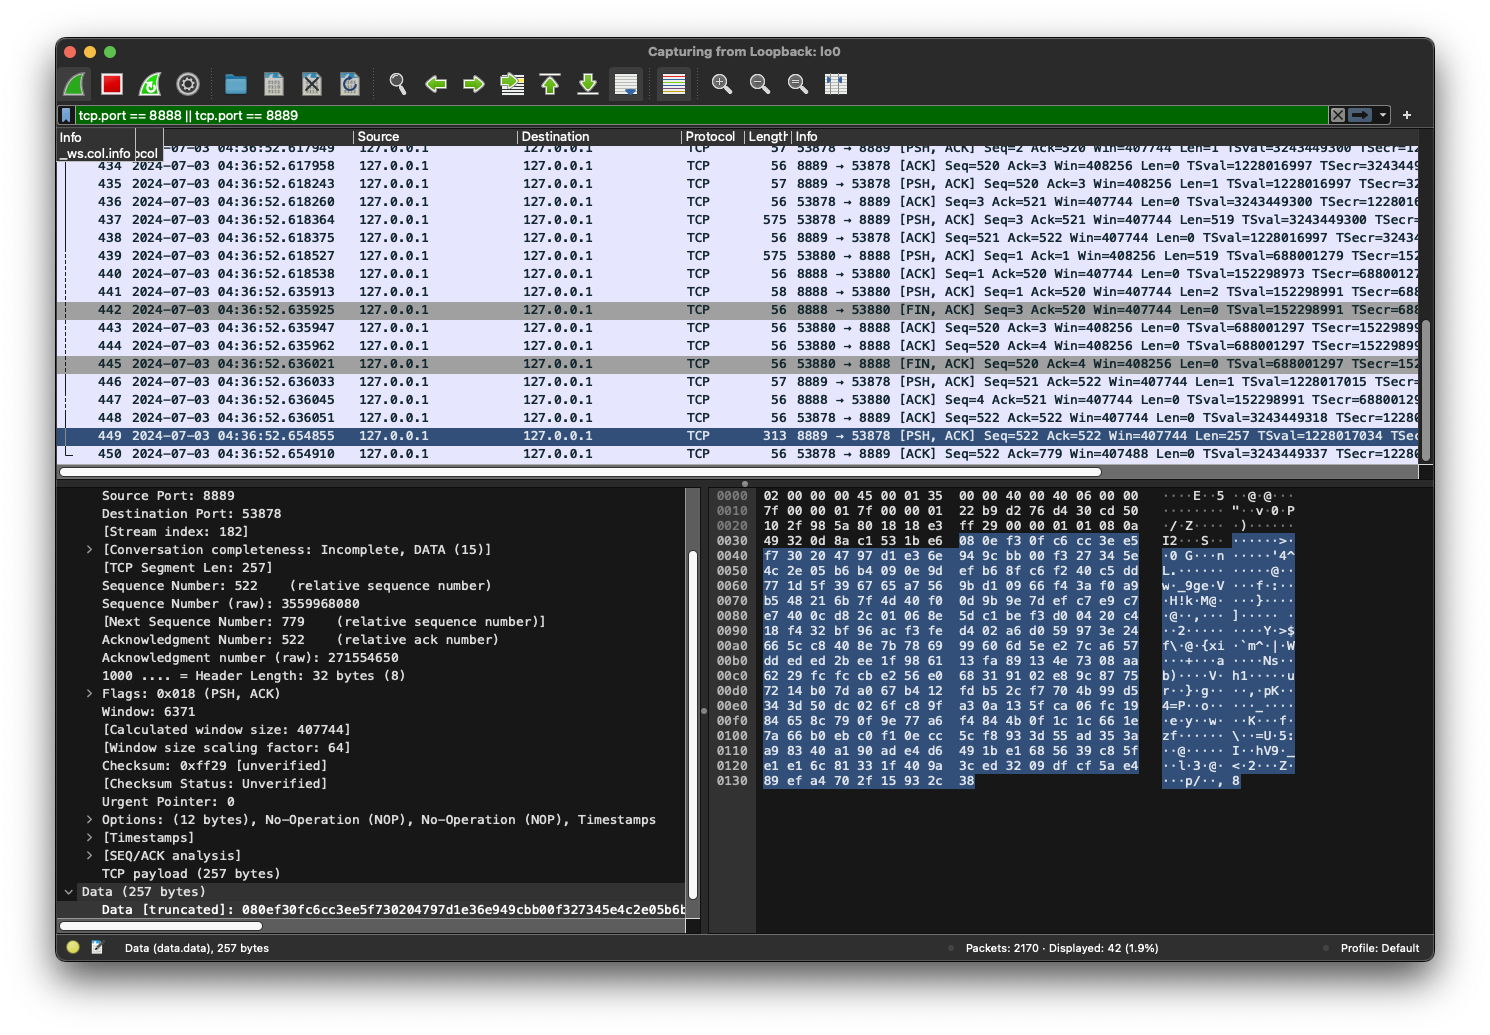 Capturing from Loopback: lo0
tcp.port == 8888 || tcp.port == 8889
Info Source Destination Protocol Length Info
_ws.col.info
2024-07-03 04:36:52.617949 127.0.0.1 127.0.0.1 TCP 57 53878 → 8889 [PSH, ACK] Seq=2 Ack=520 Win=407744 Len=1 TSval=3243449300 TSecr=12
434 2024-07-03 04:36:52.617958 127.0.0.1 127.0.0.1 TCP 56 8889 → 53878 [ACK] Seq=520 Ack=3 Win=408256 Len=0 TSval=1228016997 TSecr=3243449
435 2024-07-03 04:36:52.618243 127.0.0.1 127.0.0.1 TCP 57 8889 → 53878 [PSH, ACK] Seq=520 Ack=3 Win=408256 Len=1 TSval=1228016997 TSecr=32
436 2024-07-03 04:36:52.618260 127.0.0.1 127.0.0.1 TCP 56 53878 → 8889 [ACK] Seq=3 Ack=521 Win=407744 Len=0 TSval=3243449300 TSecr=1228016
437 2024-07-03 04:36:52.618364 127.0.0.1 127.0.0.1 TCP 575 53878 → 8889 [PSH, ACK] Seq=3 Ack=521 Win=407744 Len=519 TSval=3243449300 TSecr=
438 2024-07-03 04:36:52.618375 127.0.0.1 127.0.0.1 TCP 56 8889 → 53878 [ACK] Seq=521 Ack=522 Win=407744 Len=0 TSval=1228016997 TSecr=32434
439 2024-07-03 04:36:52.618527 127.0.0.1 127.0.0.1 TCP 575 53880 → 8888 [PSH, ACK] Seq=1 Ack=1 Win=408256 Len=519 TSval=688001279 TSecr=152
440 2024-07-03 04:36:52.618538 127.0.0.1 127.0.0.1 TCP 56 8888 → 53880 [ACK] Seq=1 Ack=520 Win=407744 Len=0 TSval=152298973 TSecr=68800127
441 2024-07-03 04:36:52.635913 127.0.0.1 127.0.0.1 TCP 58 8888 → 53880 [PSH, ACK] Seq=1 Ack=520 Win=407744 Len=2 TSval=152298991 TSecr=688
442 2024-07-03 04:36:52.635925 127.0.0.1 127.0.0.1 TCP 56 8888 → 53880 [FIN, ACK] Seq=3 Ack=520 Win=407744 Len=0 TSval=152298991 TSecr=688
443 2024-07-03 04:36:52.635947 127.0.0.1 127.0.0.1 TCP 56 53880 → 8888 [ACK] Seq=520 Ack=3 Win=408256 Len=0 TSval=688001297 TSecr=15229899
444 2024-07-03 04:36:52.635962 127.0.0.1 127.0.0.1 TCP 56 53880 → 8888 [ACK] Seq=520 Ack=4 Win=408256 Len=0 TSval=688001297 TSecr=15229899
445 2024-07-03 04:36:52.636021 127.0.0.1 127.0.0.1 TCP 56 53880 → 8888 [FIN, ACK] Seq=520 Ack=4 Win=408256 Len=0 TSval=688001297 TSecr=152
446 2024-07-03 04:36:52.636033 127.0.0.1 127.0.0.1 TCP 57 8889 → 53878 [PSH, ACK] Seq=521 Ack=522 Win=407744 Len=1 TSval=1228017015 TSecr=
447 2024-07-03 04:36:52.636045 127.0.0.1 127.0.0.1 TCP 56 8888 → 53880 [ACK] Seq=4 Ack=521 Win=407744 Len=0 TSval=152298991 TSecr=68800129
448 2024-07-03 04:36:52.636051 127.0.0.1 127.0.0.1 TCP 56 53878 → 8889 [ACK] Seq=522 Ack=522 Win=407744 Len=0 TSval=3243449318 TSecr=12280
449 2024-07-03 04:36:52.654855 127.0.0.1 127.0.0.1 TCP 313 8889 → 53878 [PSH, ACK] Seq=522 Ack=522 Win=407744 Len=257 TSval=1228017034 TSec
450 2024-07-03 04:36:52.654910 127.0.0.1 127.0.0.1 TCP 56 53878 → 8889 [ACK] Seq=522 Ack=779 Win=407488 Len=0 TSval=3243449337 TSecr=12280
Source Port: 8889
Destination Port: 53878
[Stream index: 182]
[Conversation completeness: Incomplete, DATA (15)]
[TCP Segment Len: 257]
Sequence Number: 522 (relative sequence number)
Sequence Number (raw): 3559968080
[Next Sequence Number: 779 (relative sequence number)]
Acknowledgment Number: 522 (relative ack number)
Acknowledgment number (raw): 271554650
1000 .... = Header Length: 32 bytes (8)
Flags: 0x018 (PSH, ACK)
Window: 6371
[Calculated window size: 407744]
[Window size scaling factor: 64]
Checksum: 0xff29 [unverified]
[Checksum Status: Unverified]
Urgent Pointer: 0
Options: (12 bytes), No-Operation (NOP), No-Operation (NOP), Timestamps
[Timestamps]
[SEQ/ACK analysis]
TCP payload (257 bytes)
Data (257 bytes)
Data [truncated]: 080ef30fc6cc3ee5f730204797d1e36e949cbb00f327345e4c2e05b6b
0000 02 00 00 00 45 00 01 35 00 00 40 00 40 06 00 00 ····E··5 ··@·@···
0010 7f 00 00 01 7f 00 00 01 22 b9 d2 76 d4 30 cd 50 ········ "··v·0·P
0020 10 2f 98 5a 80 18 18 e3 ff 29 00 00 01 01 08 0a ·/·Z···· ·)······
0030 49 32 0d 8a c1 53 1b e6 08 0e f3 0f c6 cc 3e e5 I2···S·· ······>·
0040 f7 30 20 47 97 d1 e3 6e 94 9c bb 00 f3 27 34 5e ·0 G···n ·····'4^
0050 4c 2e 05 b6 b4 09 0e 9d ef b6 8f c6 f2 40 c5 dd L.······ ·····@··
0060 77 1d 5f 39 67 65 a7 56 9b d1 09 66 f4 3a f0 a9 w·_9ge·V ···f·:··
0070 b5 48 21 6b 7f 4d 40 f0 0d 9b 9e 7d ef c7 e9 c7 ·H!k·M@· ···}····
0080 e7 40 0c d8 2c 01 06 8e 5d c1 be f3 d0 04 20 c4 ·@··,··· ]····· ·
0090 18 f4 32 bf 96 ac f3 fe d4 02 a6 d0 59 97 3e 24 ··2····· ····Y·>$
00a0 66 5c c8 40 8e 7b 78 69 99 60 6d 5e e2 7c a6 57 f\·@·{xi ·`m^·|·W
00b0 dd ed ed 2b ee 1f 98 61 13 fa 89 13 4e 73 08 aa ···+···a ····Ns··
00c0 62 29 fc fc cb e2 56 e0 68 31 91 02 e8 9c 87 75 b)····V· h1·····u
00d0 72 14 b0 7d a0 67 b4 12 fd b5 2c f7 70 4b 99 d5 r··}·g·· ··,·pK··
00e0 34 3d 50 dc 02 6f c8 9f a3 0a 13 5f ca 06 fc 19 4=P··o·· ···_····
00f0 84 65 8c 79 0f 9e 77 a6 f4 84 4b 0f 1c 1c 66 1e ·e·y··w· ··K···f·
0100 7a 66 b0 eb c0 f1 0e cc 5c f8 93 3d 55 ad 35 3a zf······ \··=U·5:
0110 a9 83 40 a1 90 ad e4 d6 49 1b e1 68 56 39 c8 5f ··@····· I··hV9·_
0120 e1 e1 6c 81 33 1f 40 9a 3c ed 32 09 df cf 5a e4 ··l·3·@· <·2···Z·
0130 89 ef a4 70 2f 15 93 2c 38 ···p/··, 8
Data (data.data), 257 bytes Packets: 2170 · Displayed: 42 (1.9%) Profile: Default